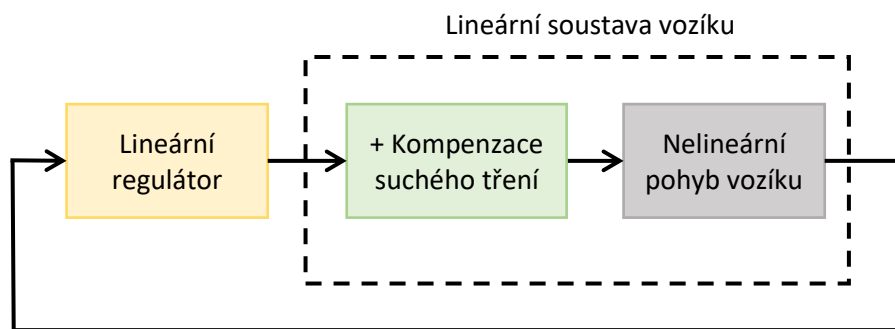 Lineární soustava vozíku
Lineární
regulátor
+ Kompenzace
suchého tření
Nelineární
pohyb vozíku